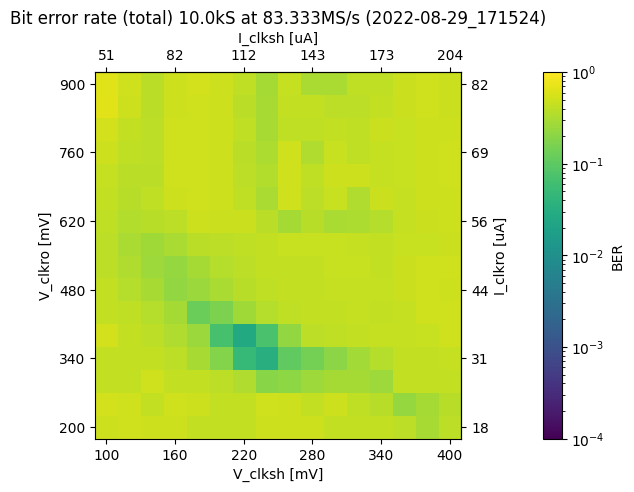 Bit error rate (total) 10.0kS at 83.333MS/s (2022-08-29_171524)
I_clksh [uA]
51 82 112 143 173 204
900 82 10^0
760 69 10^-1
620 56
V_clkro [mV] I_clkro [uA] 10^-2 BER
480 44
340 31 10^-3
200 18 10^-4
100 160 220 280 340 400
V_clksh [mV]